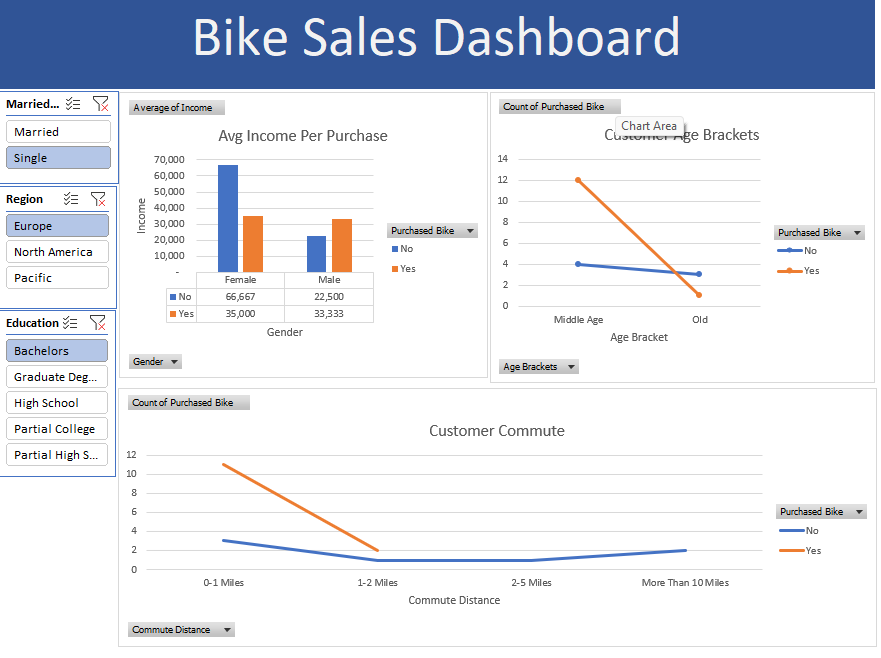 Bike Sales Dashboard
Married...
Married
Single
Region
Europe
North America
Pacific
Education
Bachelors
Graduate Deg...
High School
Partial College
Partial High S...
Average of Income
Avg Income Per Purchase
70,000
60,000
50,000
40,000
30,000
20,000
10,000
-
Income
Female Male
No 66,667 22,500
Yes 35,000 33,333
Gender
Purchased Bike
No
Yes
Gender
Count of Purchased Bike
Chart Area
Customer Age Brackets
14
12
10
8
6
4
2
0
Middle Age Old
Age Bracket
Purchased Bike
No
Yes
Age Brackets
Count of Purchased Bike
Customer Commute
12
10
8
6
4
2
0
0-1 Miles 1-2 Miles 2-5 Miles More Than 10 Miles
Commute Distance
Purchased Bike
No
Yes
Commute Distance